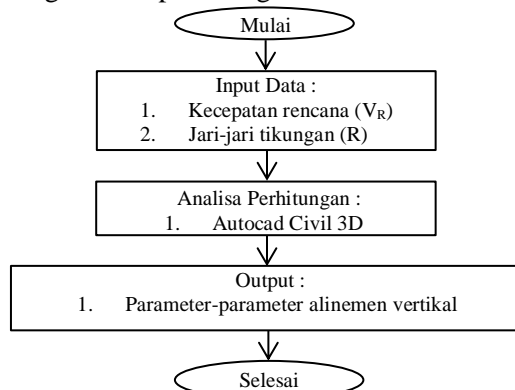 Mulai
Input Data :
1. Kecepatan rencana (VR)
2. Jari-jari tikungan (R)
Analisa Perhitungan :
1. Autocad Civil 3D
Output :
1. Parameter-parameter alinemen vertikal
Selesai